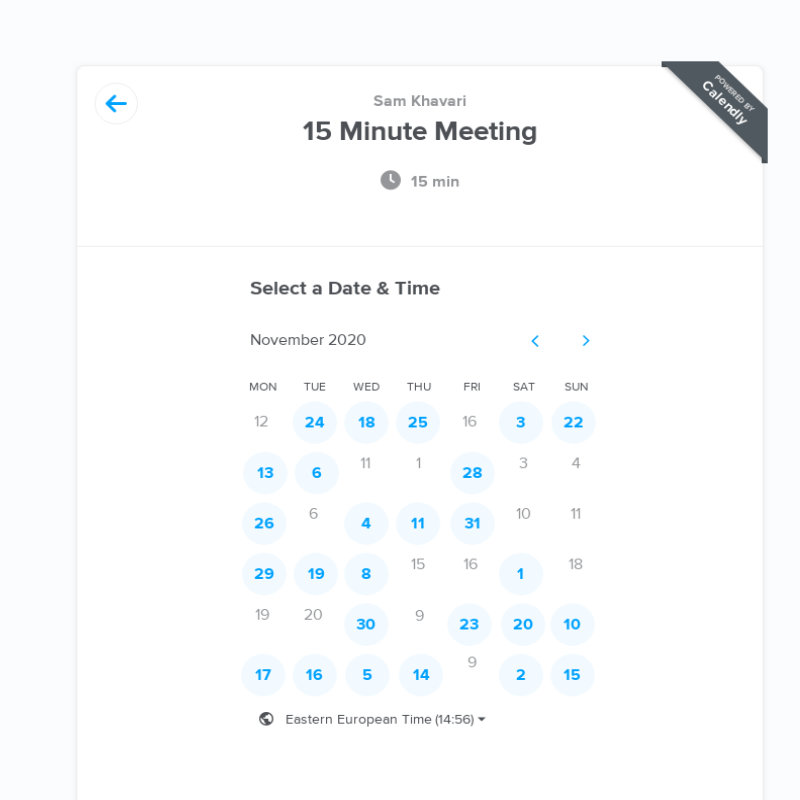 POWERED BY
Calendly
Sam Khavari
15 Minute Meeting
15 min
Select a Date & Time
November 2020
MON TUE WED THU FRI SAT SUN
12 24 18 25 16 3 22
13 6 11 1 28 3 4
26 6 4 11 31 10 11
29 19 8 15 16 1 18
19 20 30 9 23 20 10
17 16 5 14 9 2 15
Eastern European Time (14:56)